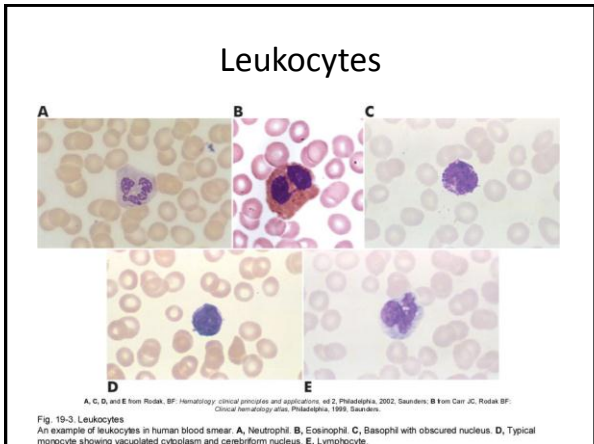 Leukocytes
A B C
D E
A, C, D, and E from Rodak, BF: Hematology: clinical principles and applications, ed 2, Philadelphia, 2002, Saunders; B from Carr JC, Rodak BF:
Clinical hematology atlas, Philadelphia, 1999, Saunders.
Fig. 19-3. Leukocytes
An example of leukocytes in human blood smear. A, Neutrophil. B, Eosinophil. C, Basophil with obscured nucleus. D, Typical
monocyte showing vacuolated cytoplasm and cerebriform nucleus. E, Lymphocyte.